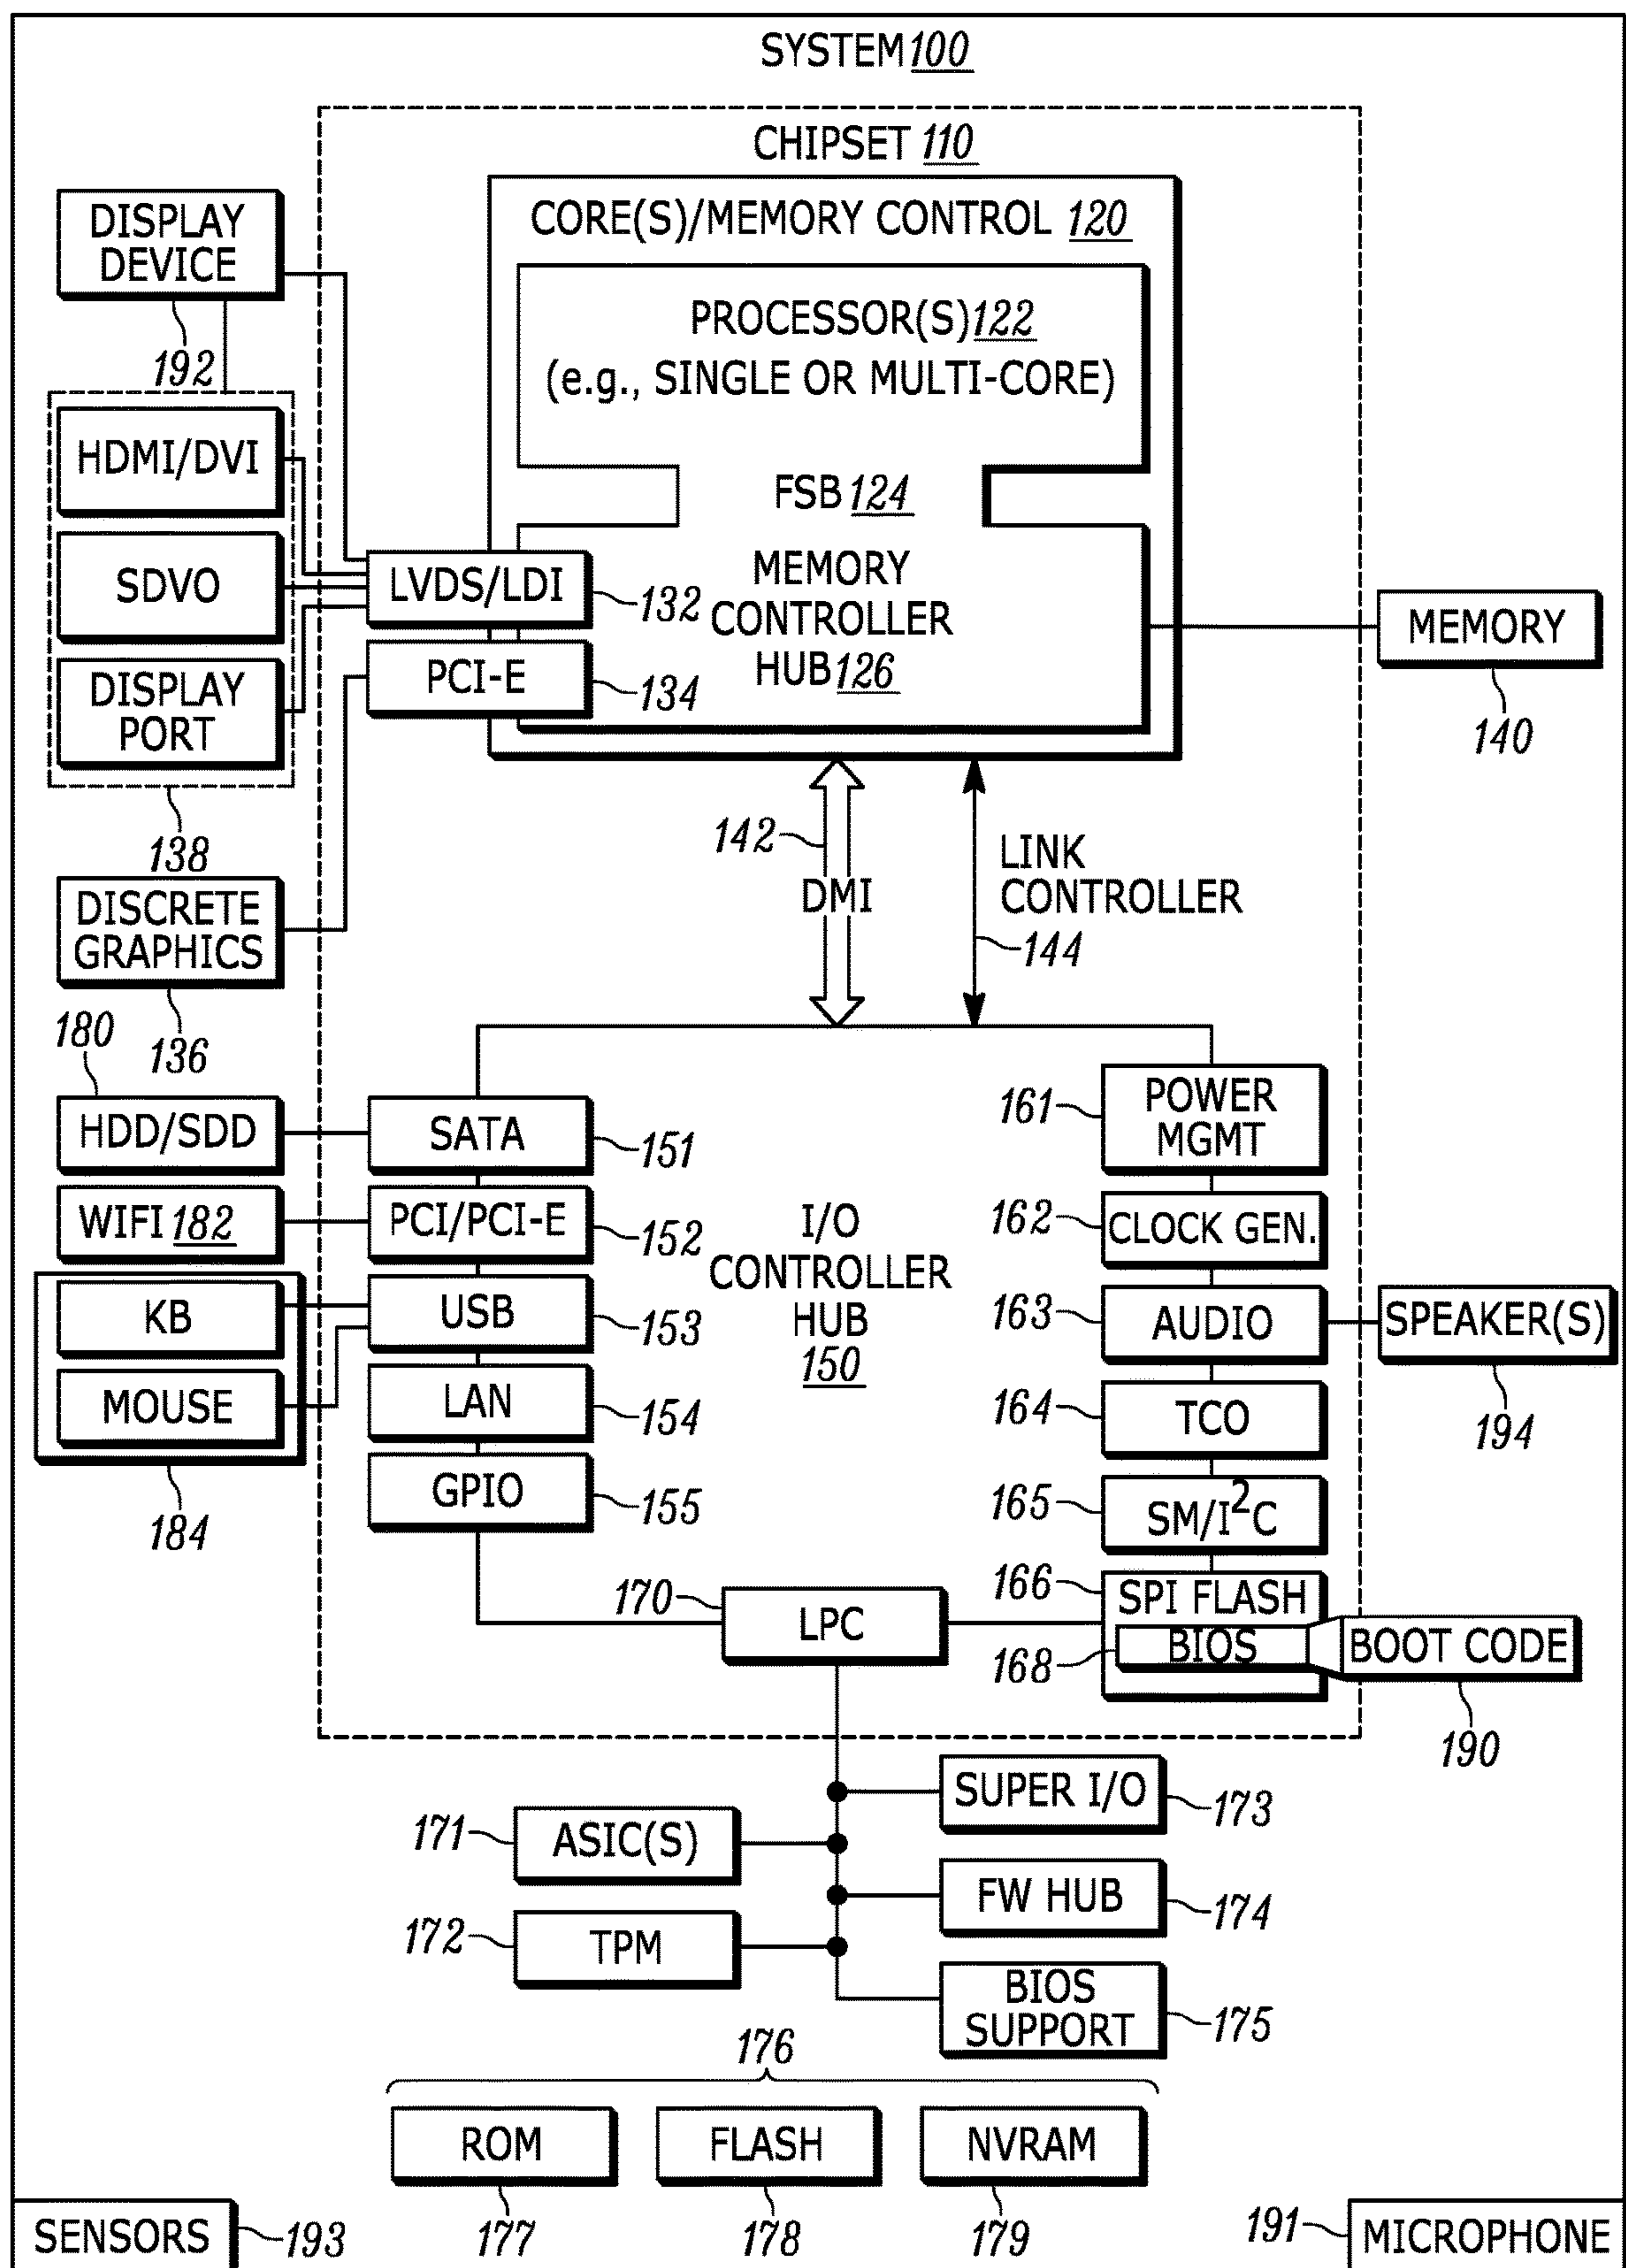 SYSTEM 100
CHIPSET 110
CORE(S)/MEMORY CONTROL 120
PROCESSOR(S) 122
(e.g., SINGLE OR MULTI-CORE)
FSB 124
MEMORY
CONTROLLER
HUB 126
DISPLAY
DEVICE
192
HDMI/DVI
SDVO
DISPLAY
PORT
138
LVDS/LDI
132
PCI-E
134
MEMORY
140
DISCRETE
GRAPHICS
136
142
DMI
LINK
CONTROLLER
144
180
HDD/SDD
WIFI 182
KB
MOUSE
184
SATA
151
PCI/PCI-E
152
USB
153
LAN
154
GPIO
155
I/O
CONTROLLER
HUB
150
161
POWER
MGMT
162
CLOCK GEN.
163
AUDIO
SPEAKER(S)
194
164
TCO
165
SM/I²C
166
SPI FLASH
168
BIOS
BOOT CODE
190
170
LPC
171
ASIC(S)
172
TPM
SUPER I/O
173
FW HUB
174
BIOS
SUPPORT
175
176
ROM
177
FLASH
178
NVRAM
179
SENSORS
193
191
MICROPHONE